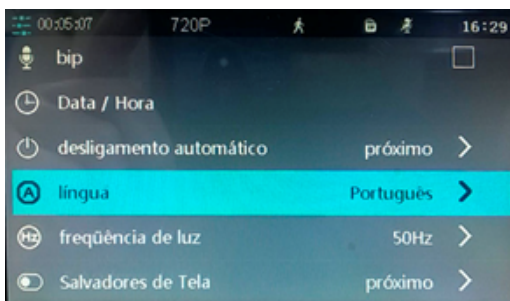 00:05:07 720P 16:29
bip
Data / Hora
desligamento automático próximo
A língua Português
Hz freqüência de luz 50Hz
Salvadores de Tela próximo